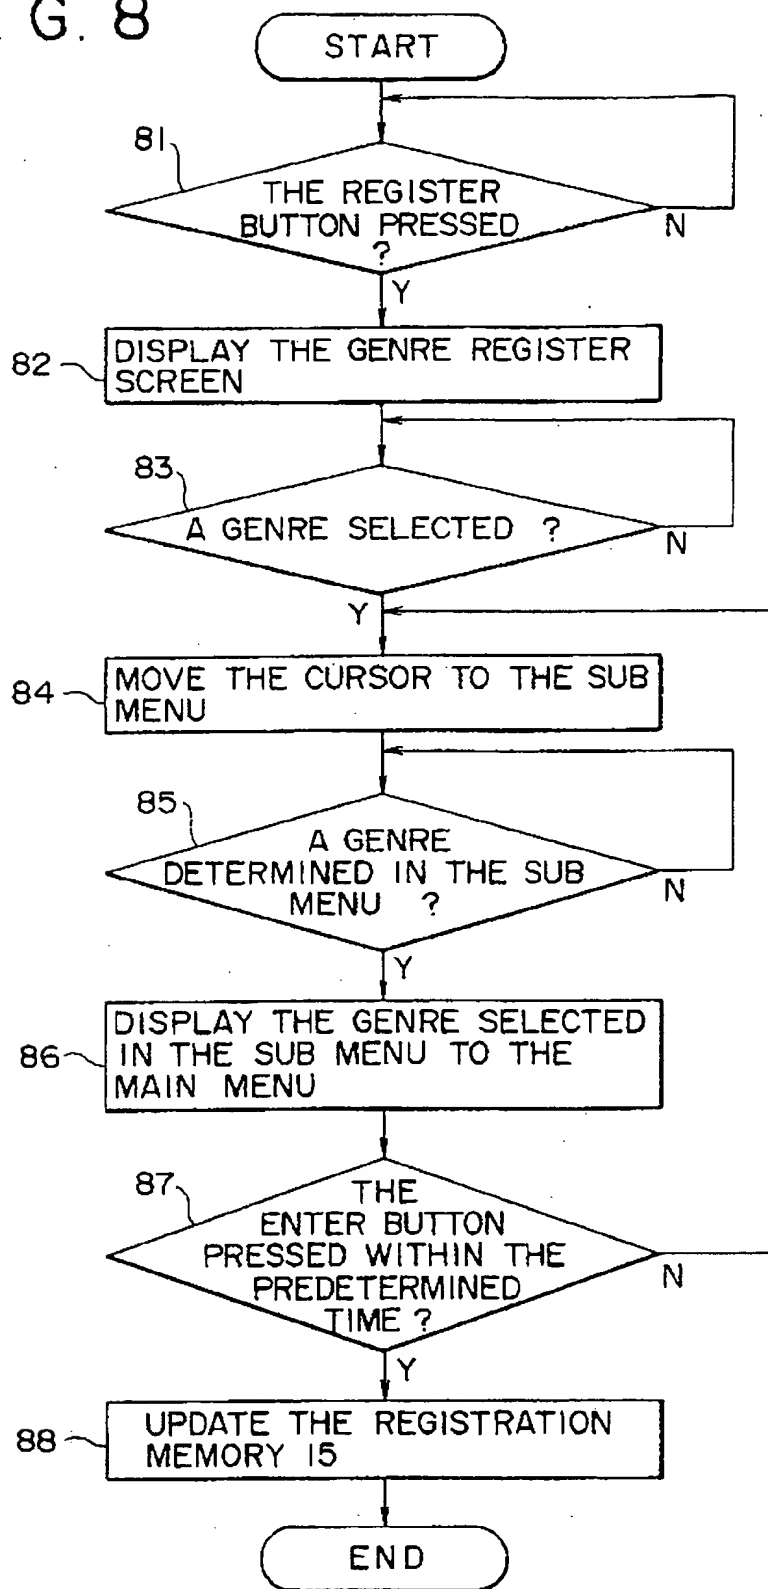 . G. 8
START
81
THE REGISTER
BUTTON PRESSED
?
N
Y
82
DISPLAY THE GENRE REGISTER
SCREEN
83
A GENRE SELECTED ?
N
Y
84
MOVE THE CURSOR TO THE SUB
MENU
85
A GENRE
DETERMINED IN THE SUB
MENU ?
N
Y
86
DISPLAY THE GENRE SELECTED
IN THE SUB MENU TO THE
MAIN MENU
87
THE
ENTER BUTTON
PRESSED WITHIN THE
PREDETERMINED
TIME ?
N
Y
88
UPDATE THE REGISTRATION
MEMORY 15
END